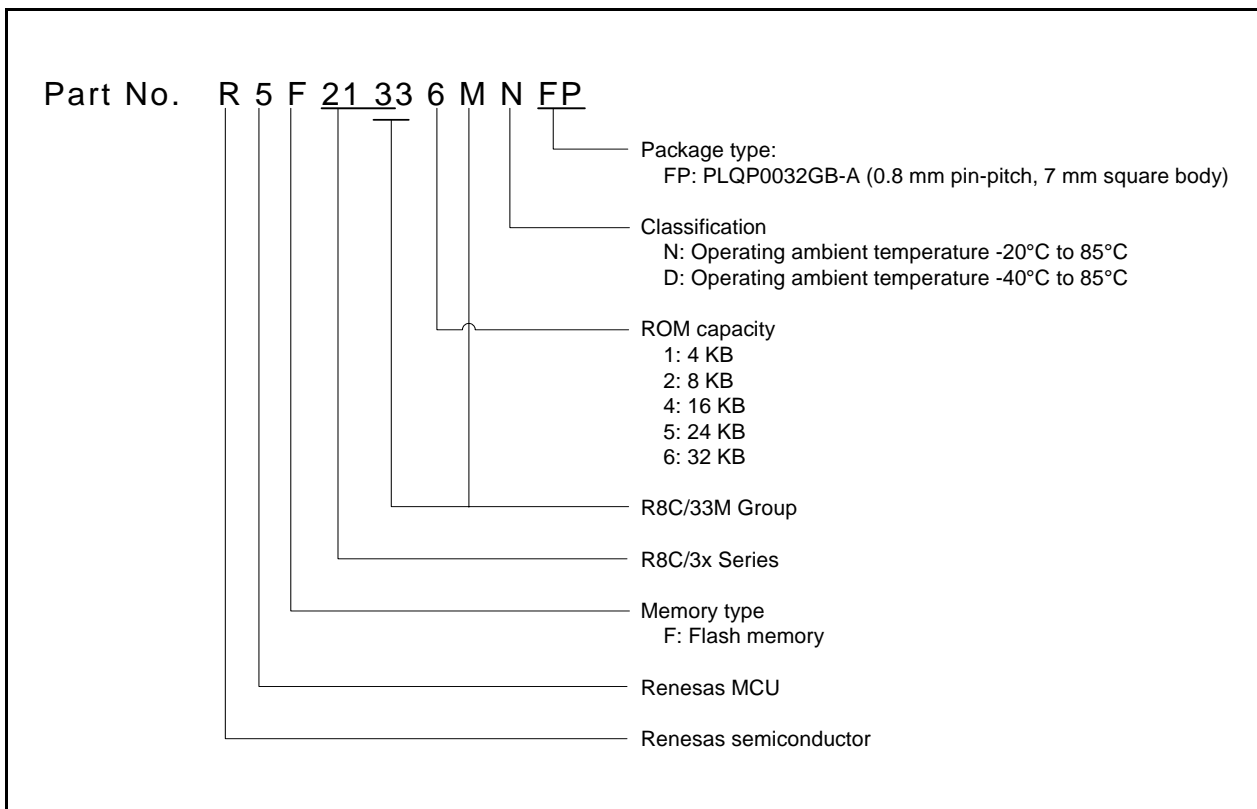 Part No. R 5 F 21 33 6 M N FP
Package type:
FP: PLQP0032GB-A (0.8 mm pin-pitch, 7 mm square body)
Classification
N: Operating ambient temperature -20°C to 85°C
D: Operating ambient temperature -40°C to 85°C
ROM capacity
1: 4 KB
2: 8 KB
4: 16 KB
5: 24 KB
6: 32 KB
R8C/33M Group
R8C/3x Series
Memory type
F: Flash memory
Renesas MCU
Renesas semiconductor